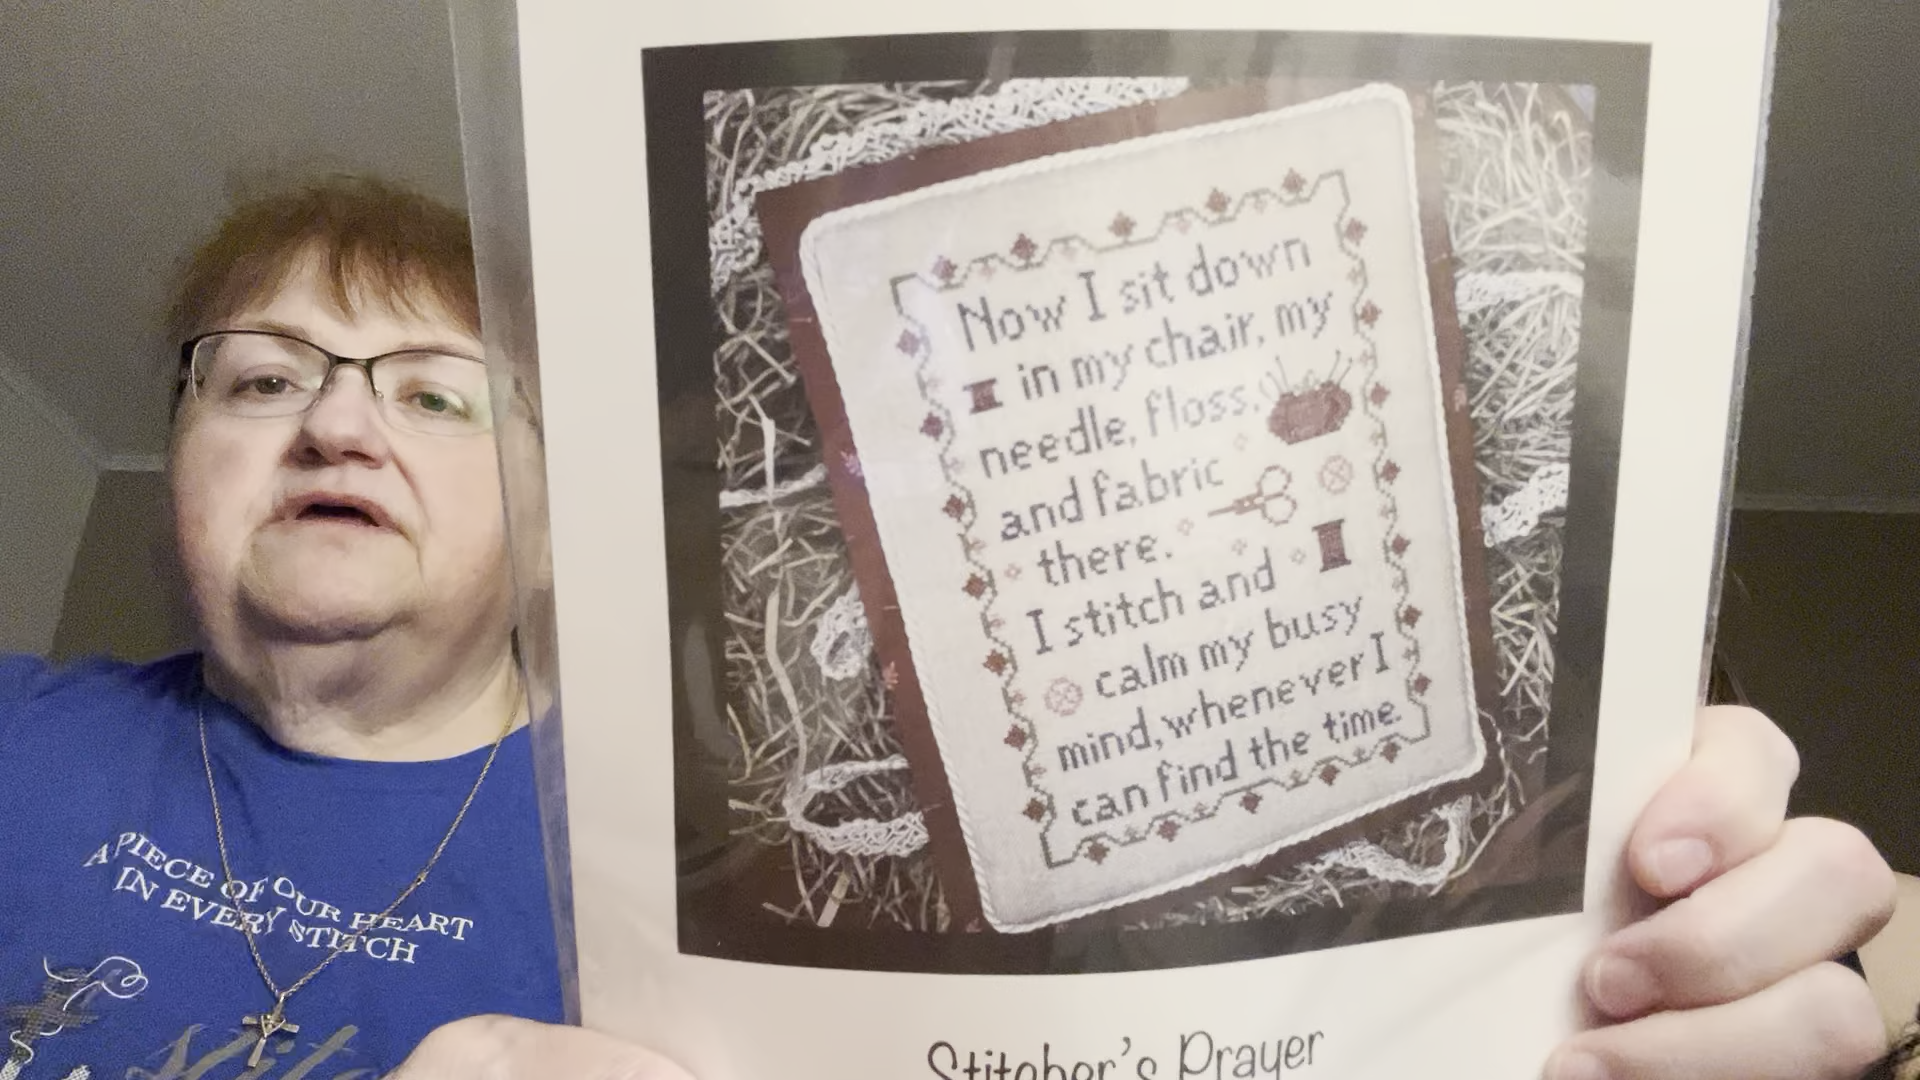 Now I sit down
in my chair, my
needle, floss,
and fabric
there.
I stitch and
calm my busy
mind, whenever I
can find the time.
Stitcher's Prayer
A PIECE OF OUR HEART
IN EVERY STITCH